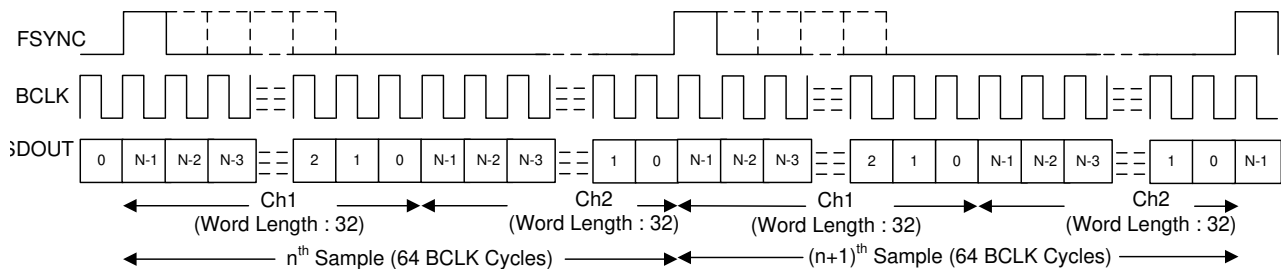 FSYNC
BCLK
SDOUT 0 N-1 N-2 N-3 2 1 0 N-1 N-2 N-3 1 0 N-1 N-2 N-3 2 1 0 N-1 N-2 N-3 1 0 N-1
Ch1 Ch2 Ch1 Ch2
(Word Length : 32) (Word Length : 32) (Word Length : 32) (Word Length : 32)
nth Sample (64 BCLK Cycles) (n+1)th Sample (64 BCLK Cycles)